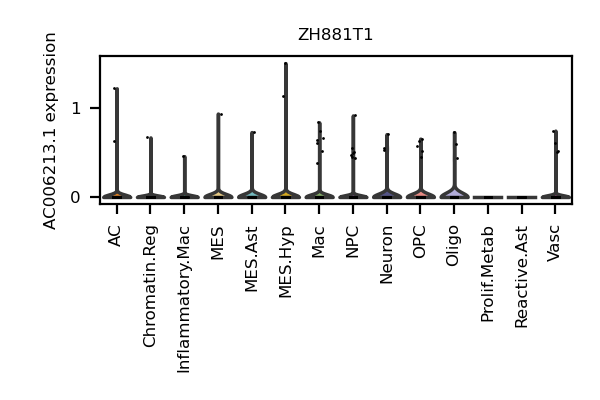 ZH881T1
AC006213.1 expression
1
0
AC
Chromatin.Reg
Inflammatory.Mac
MES
MES.Ast
MES.Hyp
Mac
NPC
Neuron
OPC
Oligo
Prolif.Metab
Reactive.Ast
Vasc